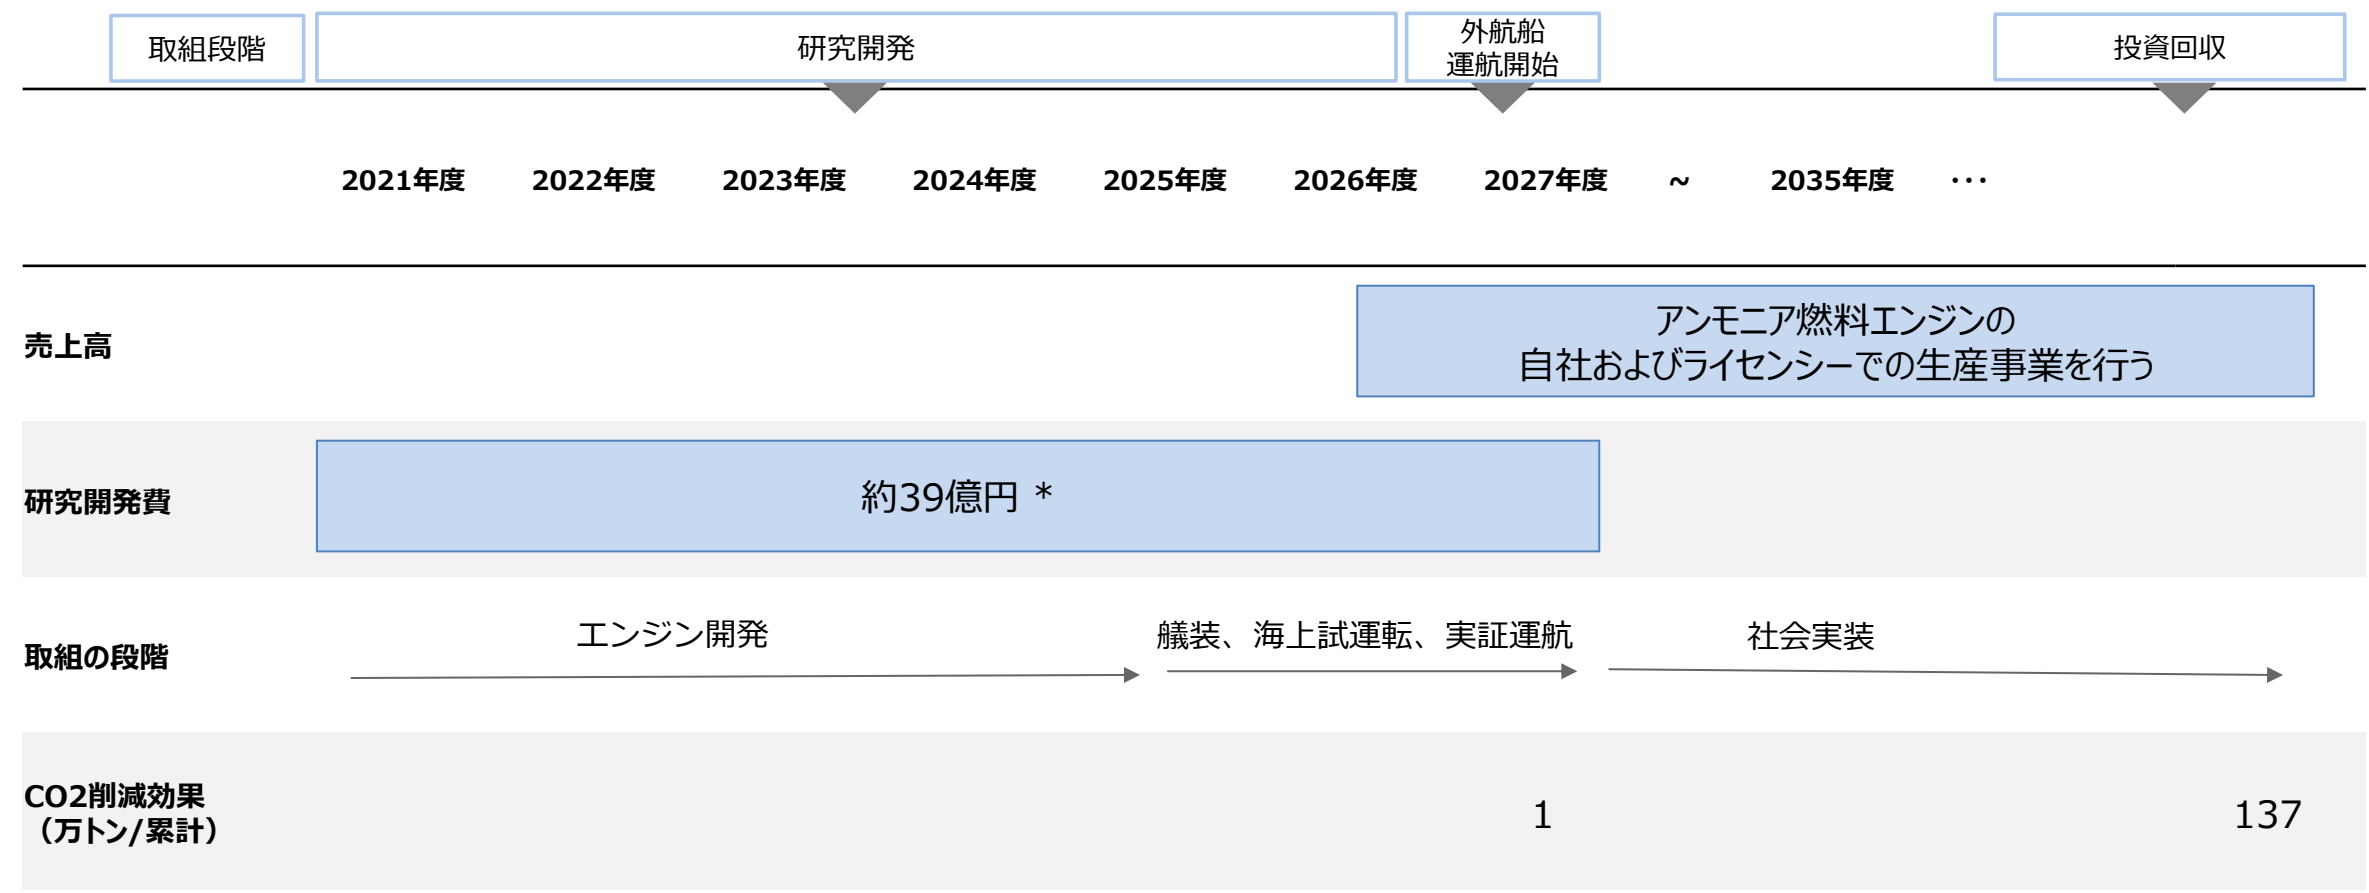 取組段階
研究開発
外航船
運航開始
投資回収
2021年度 2022年度 2023年度 2024年度 2025年度 2026年度 2027年度 ~ 2035年度 ・・・
売上高
アンモニア燃料エンジンの
自社およびライセンシーでの生産事業を行う
研究開発費
約39億円 *
取組の段階
エンジン開発
艤装、海上試運転、実証運航
社会実装
CO2削減効果
（万トン/累計）
1
137